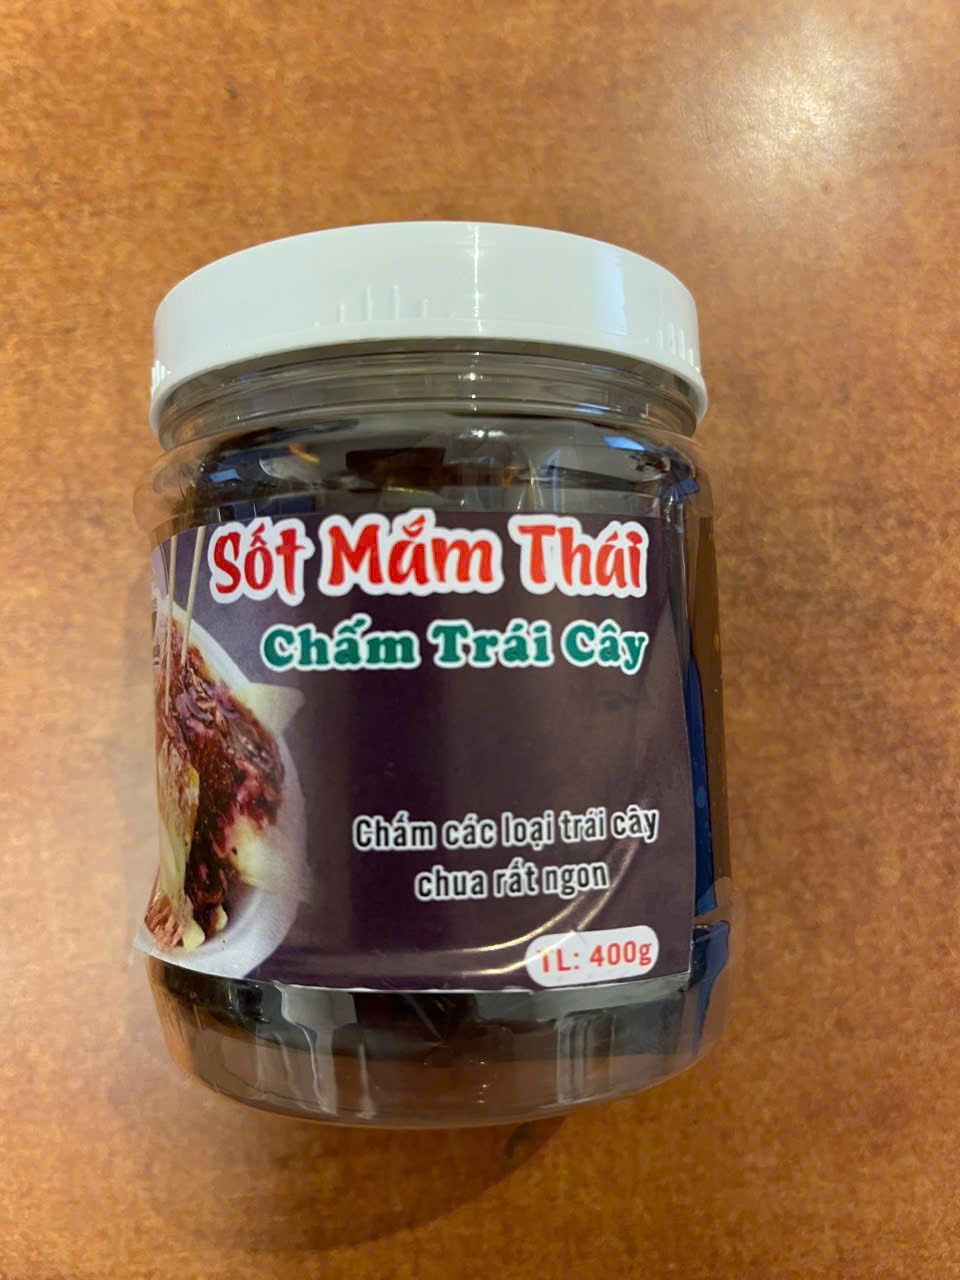 Sốt Mắm Thái
Chấm Trái Cây
Chấm các loại trái cây
chua rất ngon
TL: 400g